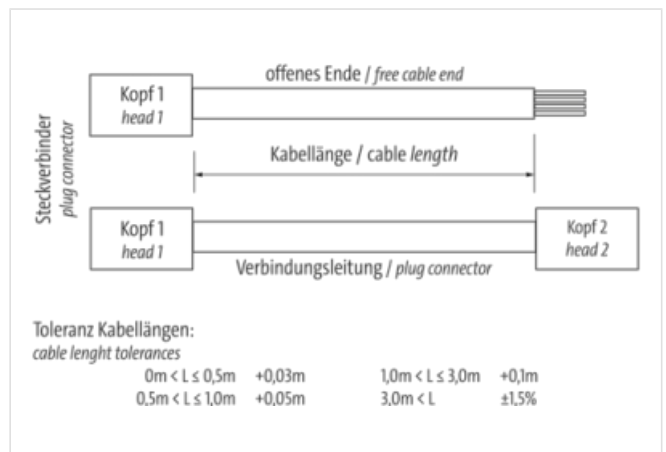 offenes Ende / free cable end
Kopf 1
head 1
Steckverbinder
plug connector
Kabellänge / cable length
Kopf 1
head 1
Kopf 2
head 2
Verbindungsleitung / plug connector
Toleranz Kabellängen:
cable lenght tolerances
0m < L ≤ 0,5m +0,03m 1,0m < L ≤ 3,0m +0,1m
0,5m < L ≤ 1,0m +0,05m 3,0m < L ±1,5%